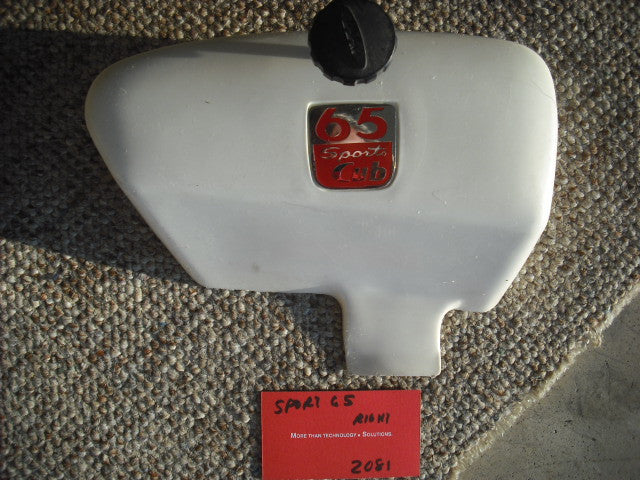 65
Sports
Cub
SPORT 65
RIGHT
MORE THAN TECHNOLOGY • SOLUTIONS.
2081